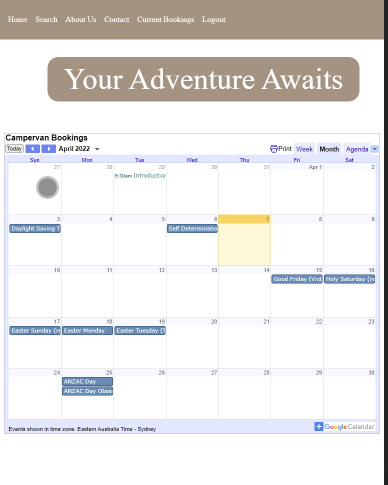 Home Search About Us Contact Current Bookings Logout
Your Adventure Awaits
Campervan Bookings
Today April 2022 Print Week Month Agenda
Sun Mon Tue Wed Thu Fri Sat
27 28 29 30 31 Apr 1 2
9:30am Introduction
3 4 5 6 7 8 9
Daylight Saving T Self Determinatio
10 11 12 13 14 15 16
Good Friday (Vict Holy Saturday (re
17 18 19 20 21 22 23
Easter Sunday (re Easter Monday Easter Tuesday (T
24 25 26 27 28 29 30
ANZAC Day
ANZAC Day Obse
Events shown in time zone: Eastern Australia Time - Sydney
Google Calendar